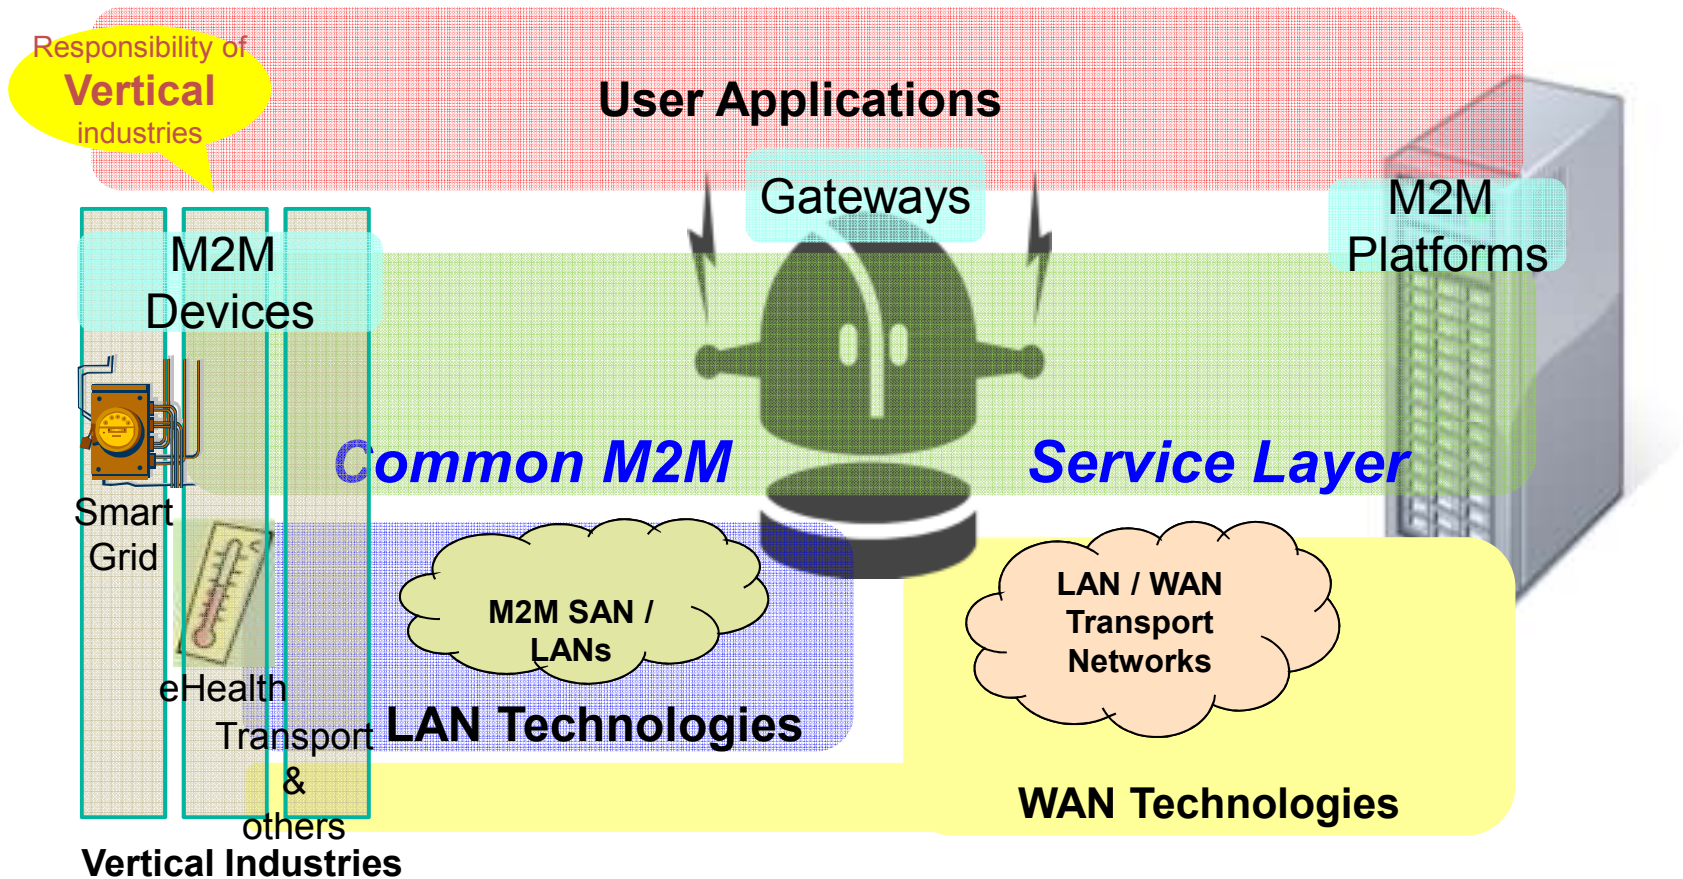 Responsibility of
Vertical
industries
User Applications
Gateways
M2M
Platforms
M2M
Devices
Common M2M
Service Layer
Smart
Grid
M2M SAN /
LANs
LAN / WAN
Transport
Networks
eHealth
Transport
&
others
LAN Technologies
WAN Technologies
Vertical Industries